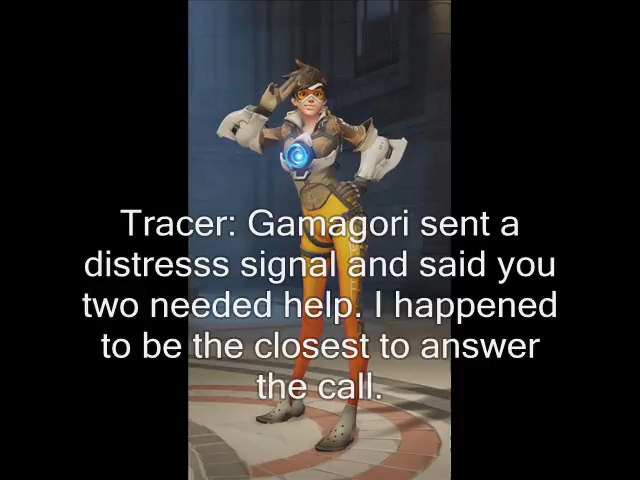 Tracer: Gamagori sent a
distresss signal and said you
two needed help. I happened
to be the closest to answer
the call.